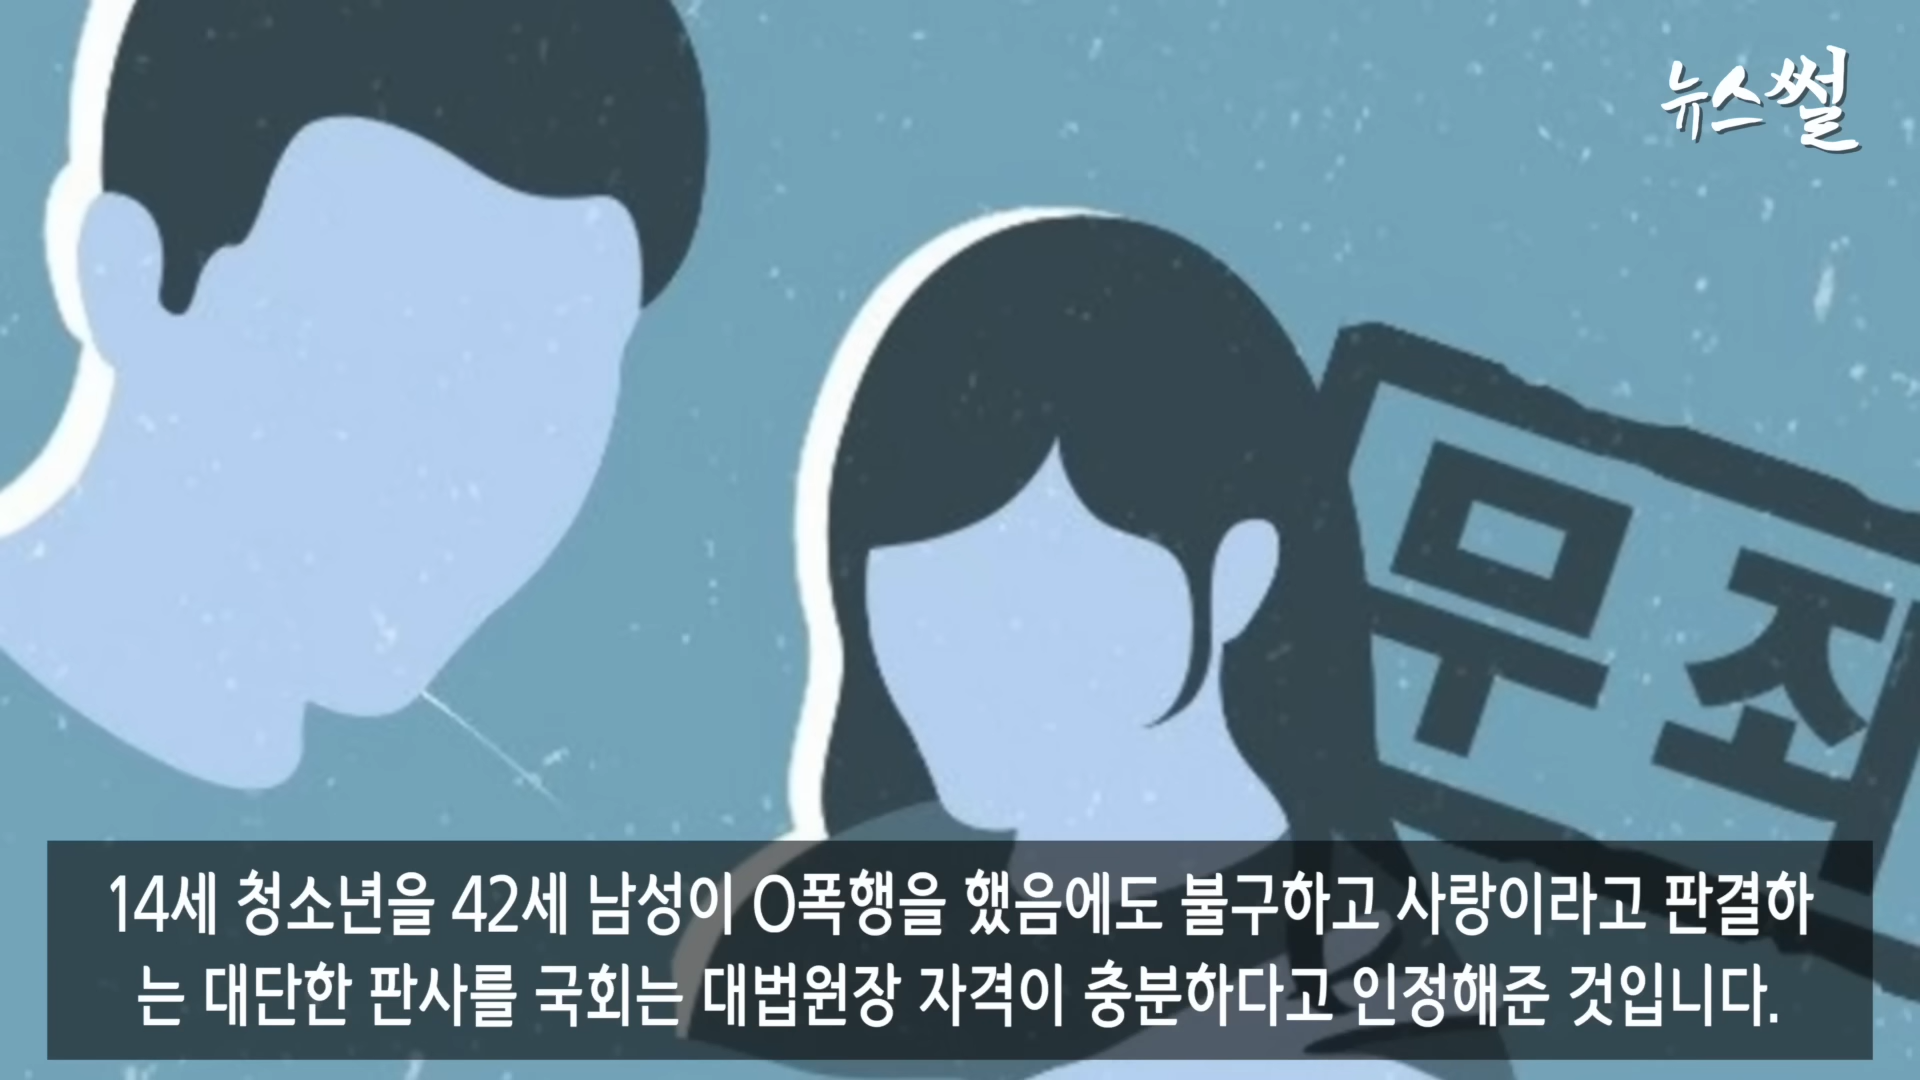 뉴스썰
무죄
14세 청소년을 42세 남성이 O폭행을 했음에도 불구하고 사랑이라고 판결하
는 대단한 판사를 국회는 대법원장 자격이 충분하다고 인정해준 것입니다.